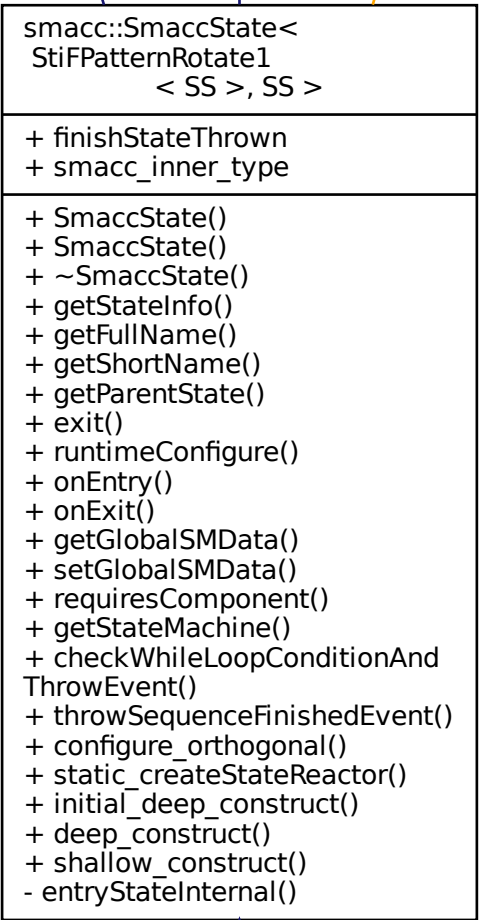 smacc::SmaccState<
StiFPatternRotate1
< SS >, SS >
+ finishStateThrown
+ smacc_inner_type
+ SmaccState()
+ SmaccState()
+ ~SmaccState()
+ getStateInfo()
+ getFullName()
+ getShortName()
+ getParentState()
+ exit()
+ runtimeConfigure()
+ onEntry()
+ onExit()
+ getGlobalSMData()
+ setGlobalSMData()
+ requiresComponent()
+ getStateMachine()
+ checkWhileLoopConditionAnd
ThrowEvent()
+ throwSequenceFinishedEvent()
+ configure_orthogonal()
+ static_createStateReactor()
+ initial_deep_construct()
+ deep_construct()
+ shallow_construct()
- entryStateInternal()